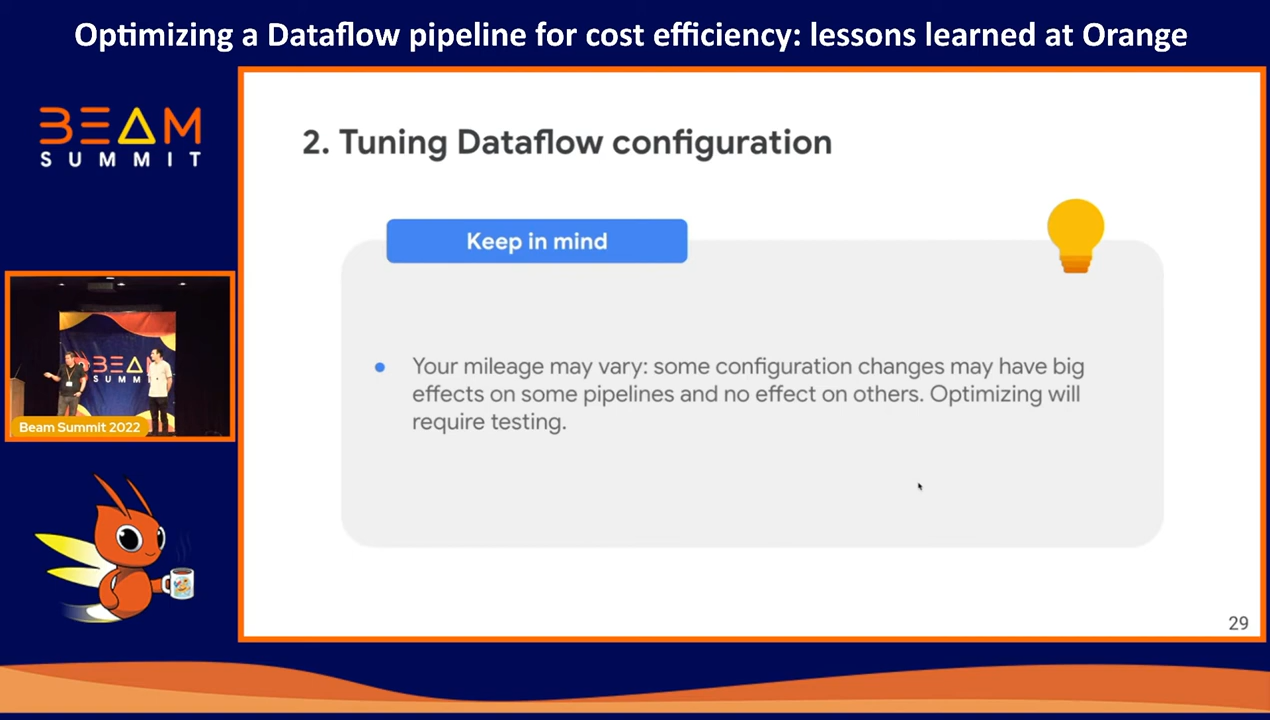 Optimizing a Dataflow pipeline for cost efficiency: lessons learned at Orange
BEAM
SUMMIT
2. Tuning Dataflow configuration
Keep in mind
Your mileage may vary: some configuration changes may have big
effects on some pipelines and no effect on others. Optimizing will
require testing.
BEAM
SUMMIT
Beam Summit 2022
29